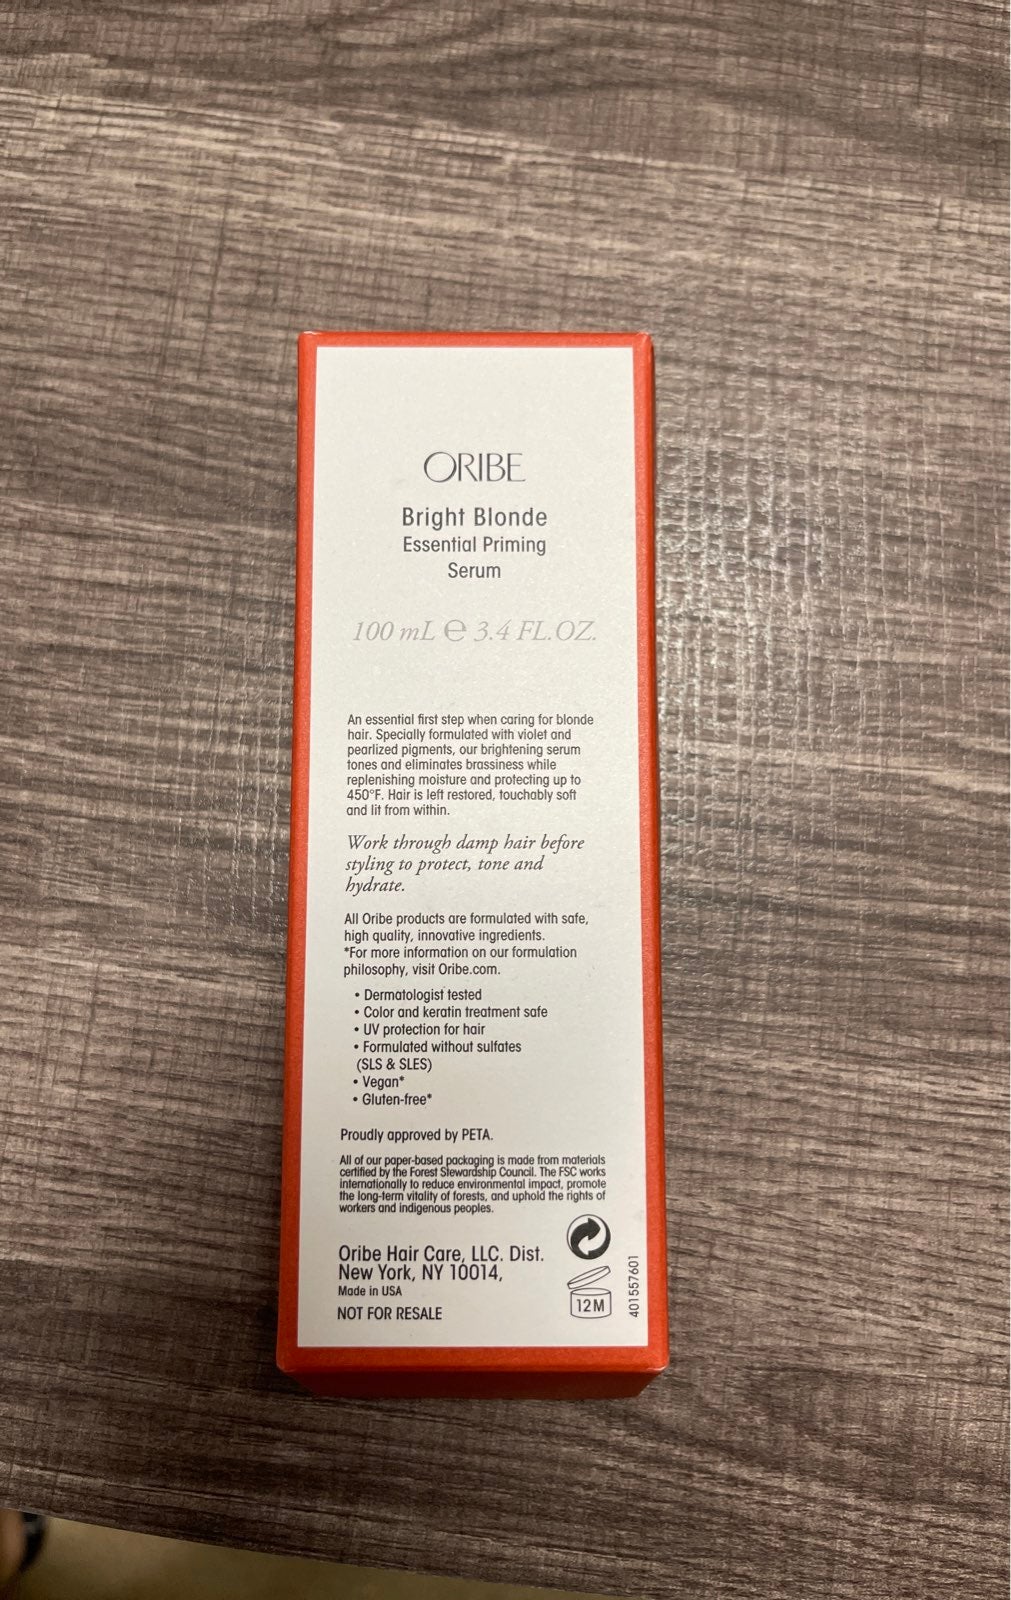 ORIBE
Bright Blonde
Essential Priming
Serum
100 mL ℮ 3.4 FL.OZ.
An essential first step when caring for blonde
hair. Specially formulated with violet and
pearlized pigments, our brightening serum
tones and eliminates brassiness while
replenishing moisture and protecting up to
450°F. Hair is left restored, touchably soft
and lit from within.
Work through damp hair before
styling to protect, tone and
hydrate.
All Oribe products are formulated with safe,
high quality, innovative ingredients.
*For more information on our formulation
philosophy, visit Oribe.com.
• Dermatologist tested
• Color and keratin treatment safe
• UV protection for hair
• Formulated without sulfates
(SLS & SLES)
• Vegan*
• Gluten-free*
Proudly approved by PETA.
All of our paper-based packaging is made from materials
certified by the Forest Stewardship Council. The FSC works
internationally to reduce environmental impact, promote
the long-term vitality of forests, and uphold the rights of
workers and indigenous peoples.
Oribe Hair Care, LLC. Dist.
New York, NY 10014,
Made in USA
NOT FOR RESALE
12M
401557601